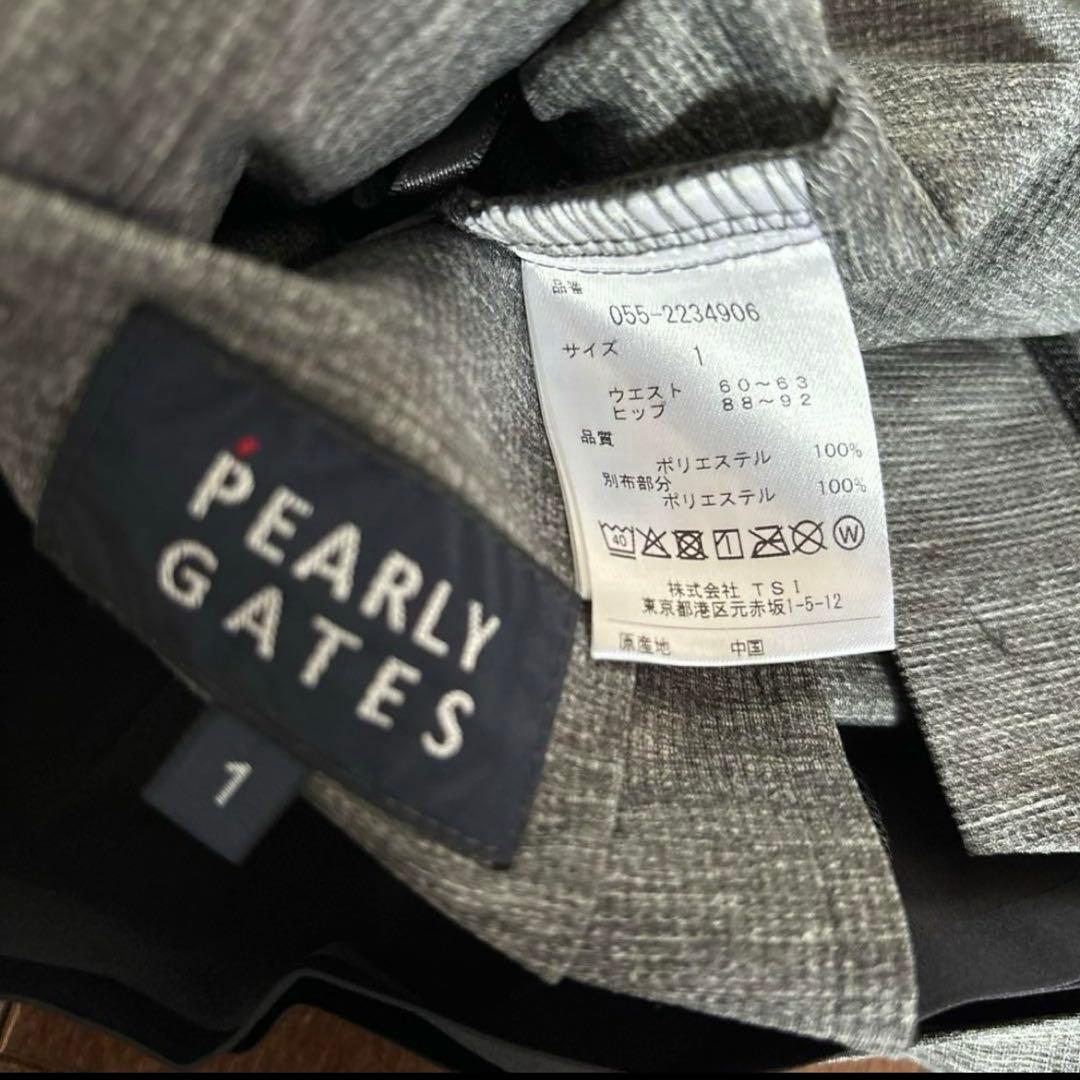 PEARLY
GATES
1
品番
055-2234906
サイズ 1
ウエスト 60～63
ヒップ 88～92
品質
ポリエステル 100%
別布部分
ポリエステル 100%
40 W
株式会社 TSI
東京都港区元赤坂1-5-12
原産地 中国